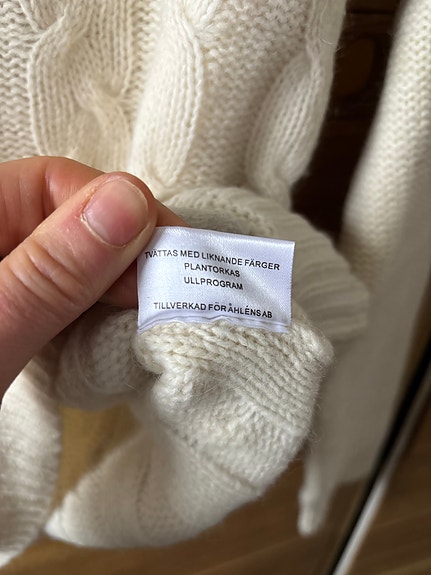 TVÄTTAS MED LIKNANDE FÄRGER
PLANTORKAS
ULLPROGRAM
TILLVERKAD FÖR ÅHLÉNS AB